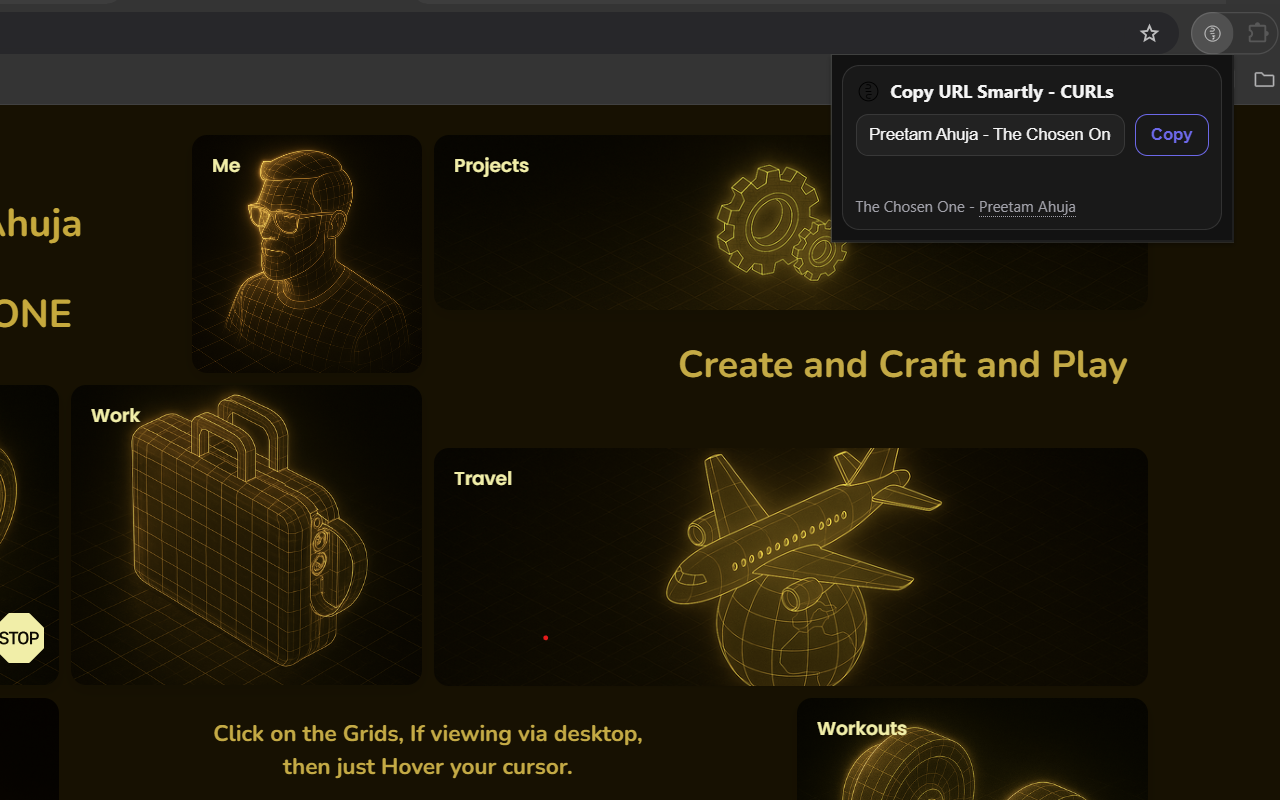 Copy URL Smartly - CURLs
Preetam Ahuja - The Chosen On
Copy
The Chosen One - Preetam Ahuja
Me
Projects
Ahuja
ONE
Create and Craft and Play
Work
Travel
STOP
Click on the Grids, If viewing via desktop,
then just Hover your cursor.
Workouts